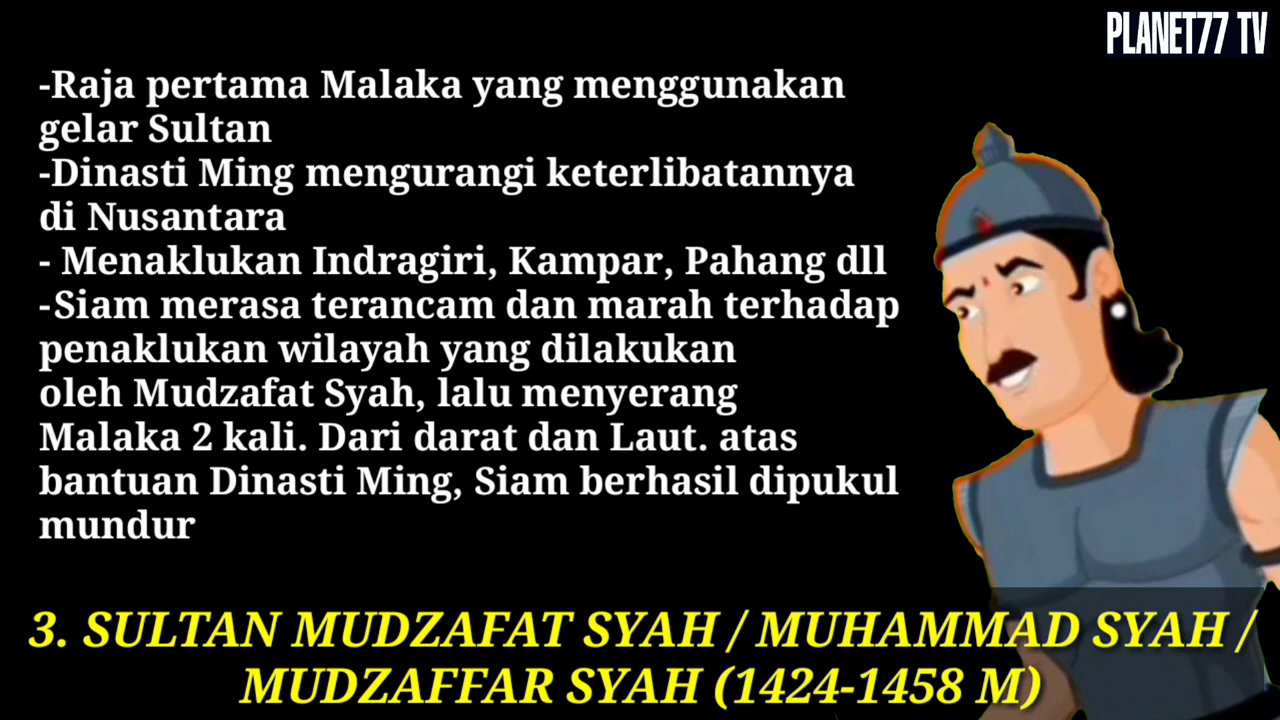 PLANET77 TV
-Raja pertama Malaka yang menggunakan
gelar Sultan
-Dinasti Ming mengurangi keterlibatannya
di Nusantara
- Menaklukan Indragiri, Kampar, Pahang dll
-Siam merasa terancam dan marah terhadap
penaklukan wilayah yang dilakukan
oleh Mudzafat Syah, lalu menyerang
Malaka 2 kali. Dari darat dan Laut. atas
bantuan Dinasti Ming, Siam berhasil dipukul
mundur
3. SULTAN MUDZAFAT SYAH / MUHAMMAD SYAH /
MUDZAFFAR SYAH (1424-1458 M)